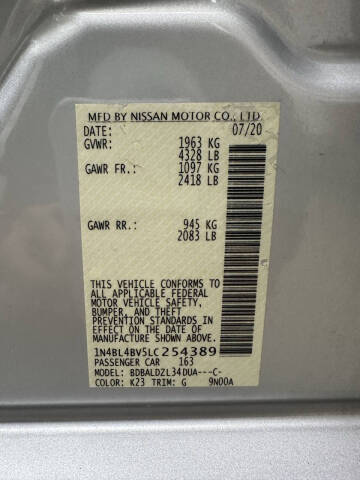 MFD BY NISSAN MOTOR CO., LTD.
DATE: 07/20
GVWR: 1963 KG
4328 LB
GAWR FR.: 1097 KG
2418 LB
GAWR RR.: 945 KG
2083 LB
THIS VEHICLE CONFORMS TO
ALL APPLICABLE FEDERAL
MOTOR VEHICLE SAFETY,
BUMPER, AND THEFT
PREVENTION STANDARDS IN
EFFECT ON THE DATE OF
MANUFACTURE SHOWN ABOVE.
1N4BL4BV5LC254389
PASSENGER CAR 163
MODEL: BDBALDZL34DUA---C-
COLOR: K23 TRIM: G 9N00A